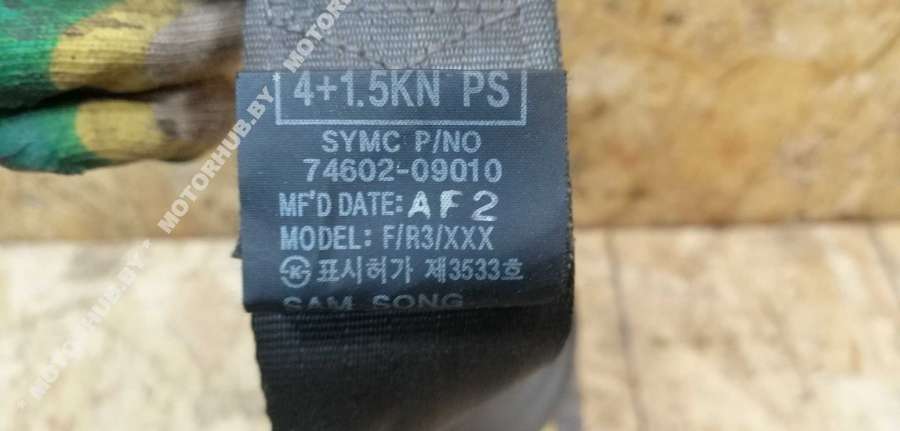 4+1.5KN PS
SYMC P/NO
74602-09010
MF'D DATE: AF2
MODEL: F/R3/XXX
K 표시허가 제3533호
SAM SONG
MOTORHUB.BY * MOTORHUB.BY * MOTORHUB.BY